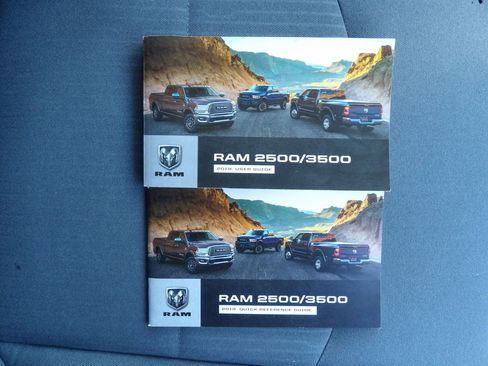 RAM 2500/3500
2019 USER GUIDE
RAM
RAM 2500/3500
2019 QUICK REFERENCE GUIDE
RAM